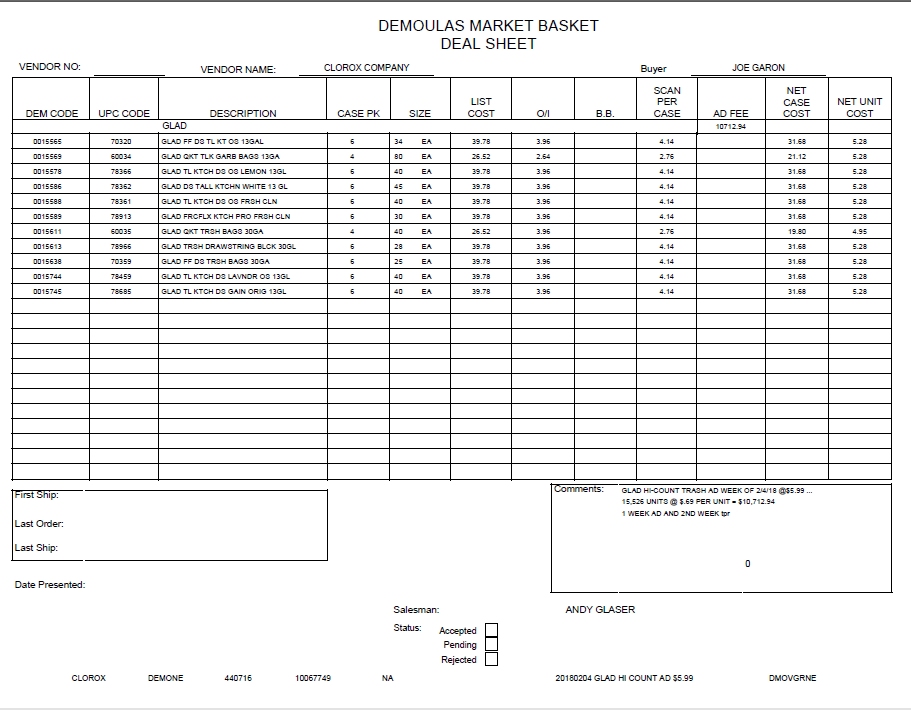 DEMOULAS MARKET BASKET
DEAL SHEET
VENDOR NO: VENDOR NAME: CLOROX COMPANY Buyer JOE GARON
DEM CODE UPC CODE DESCRIPTION CASE PK SIZE LIST COST O/I B.B. SCAN PER CASE AD FEE NET CASE COST NET UNIT COST
GLAD 10712.94
0015565 70320 GLAD FF DS TL KT OS 13GAL 6 34 EA 39.78 3.96 4.14 31.68 5.28
0015569 60034 GLAD QKT TLK GARB BAGS 13GA 4 80 EA 26.52 2.64 2.76 21.12 5.28
0015578 78366 GLAD TL KTCH DS OS LEMON 13GL 6 40 EA 39.78 3.96 4.14 31.68 5.28
0015586 78362 GLAD DS TALL KTCHN WHITE 13 GL 6 45 EA 39.78 3.96 4.14 31.68 5.28
0015588 78361 GLAD TL KTCH DS OS FRSH CLN 6 40 EA 39.78 3.96 4.14 31.68 5.28
0015589 78913 GLAD FRCFLX KTCH PRO FRSH CLN 6 30 EA 39.78 3.96 4.14 31.68 5.28
0015611 60035 GLAD QKT TRSH BAGS 30GA 4 40 EA 26.52 3.96 2.76 19.80 4.95
0015613 78966 GLAD TRSH DRAWSTRING BLCK 30GL 6 28 EA 39.78 3.96 4.14 31.68 5.28
0015638 70359 GLAD FF DS TRSH BAGS 30GA 6 25 EA 39.78 3.96 4.14 31.68 5.28
0015744 78459 GLAD TL KTCH DS LAVNDR OS 13GL 6 40 EA 39.78 3.96 4.14 31.68 5.28
0015745 78685 GLAD TL KTCH DS GAIN ORIG 13GL 6 40 EA 39.78 3.96 4.14 31.68 5.28
First Ship:
Last Order:
Last Ship:
Comments: GLAD HI-COUNT TRASH AD WEEK OF 2/4/18 @$5.99 ...
15,526 UNITS @ $.69 PER UNIT = $10,712.94
1 WEEK AD AND 2ND WEEK tpr
0
Date Presented:
Salesman: ANDY GLASER
Status: Accepted
Pending
Rejected
CLOROX DEMONE 440716 10067749 NA 20180204 GLAD HI COUNT AD $5.99 DMOVGRNE